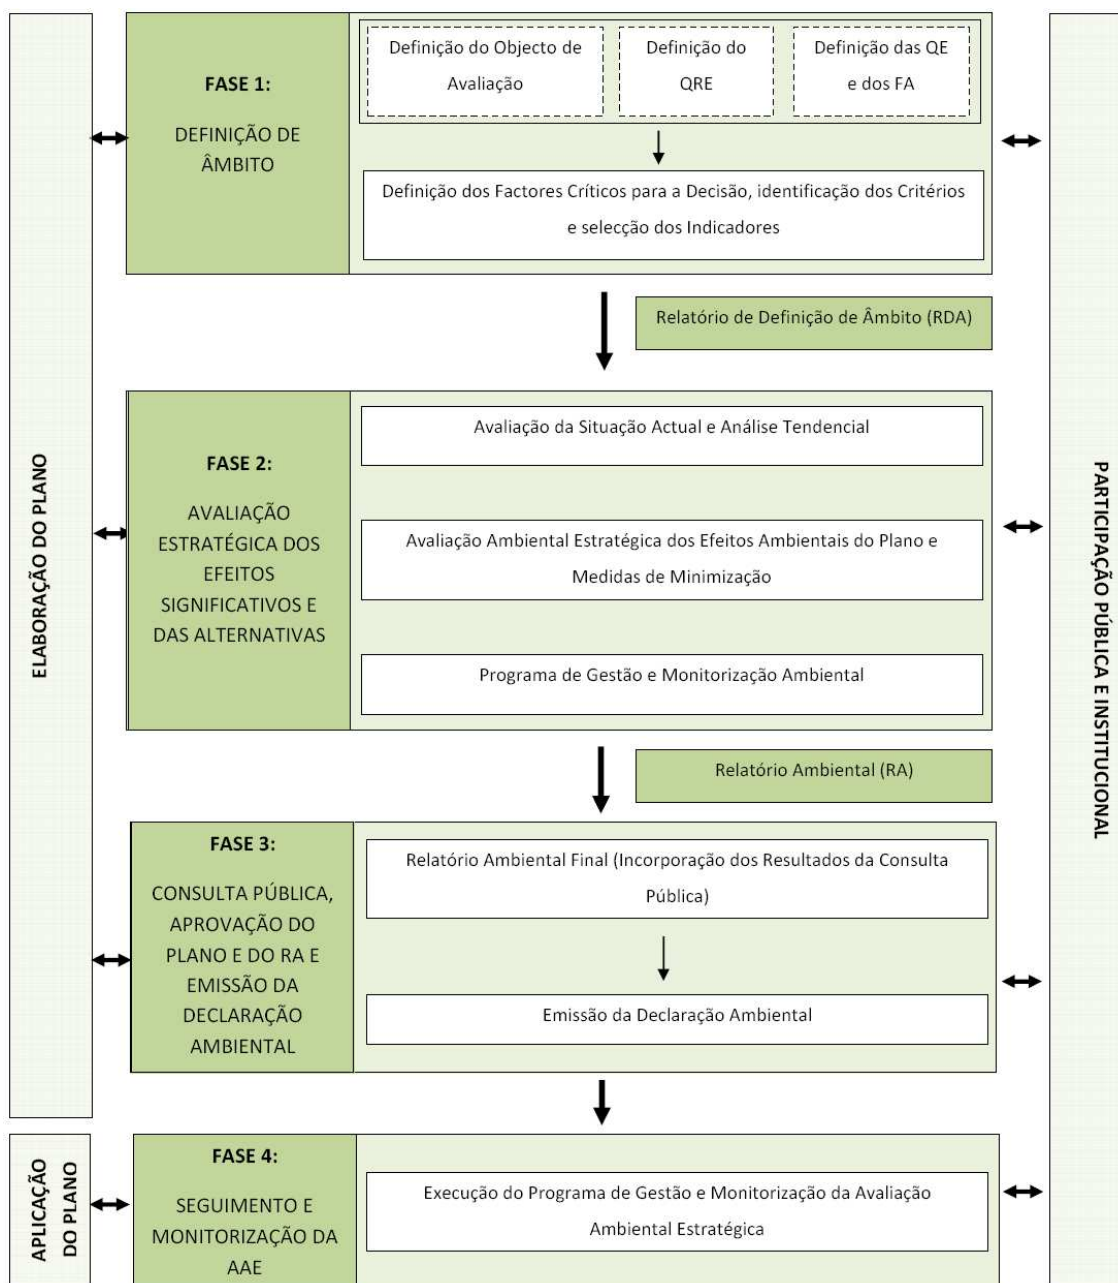 FASE 1:
DEFINIÇÃO DE
ÂMBITO
Definição do Objecto de
Avaliação
Definição do
QRE
Definição das QE
e dos FA
Definição dos Factores Críticos para a Decisão, identificação dos Critérios
e selecção dos Indicadores
Relatório de Definição de Âmbito (RDA)
ELABORAÇÃO DO PLANO
FASE 2:
AVALIAÇÃO
ESTRATÉGICA DOS
EFEITOS
SIGNIFICATIVOS E
DAS ALTERNATIVAS
Avaliação da Situação Actual e Análise Tendencial
Avaliação Ambiental Estratégica dos Efeitos Ambientais do Plano e
Medidas de Minimização
Programa de Gestão e Monitorização Ambiental
PARTICIPAÇÃO PÚBLICA E INSTITUCIONAL
Relatório Ambiental (RA)
FASE 3:
CONSULTA PÚBLICA,
APROVAÇÃO DO
PLANO E DO RA E
EMISSÃO DA
DECLARAÇÃO
AMBIENTAL
Relatório Ambiental Final (Incorporação dos Resultados da Consulta
Pública)
Emissão da Declaração Ambiental
APLICAÇÃO
DO PLANO
FASE 4:
SEGUIMENTO E
MONITORIZAÇÃO DA
AAE
Execução do Programa de Gestão e Monitorização da Avaliação
Ambiental Estratégica